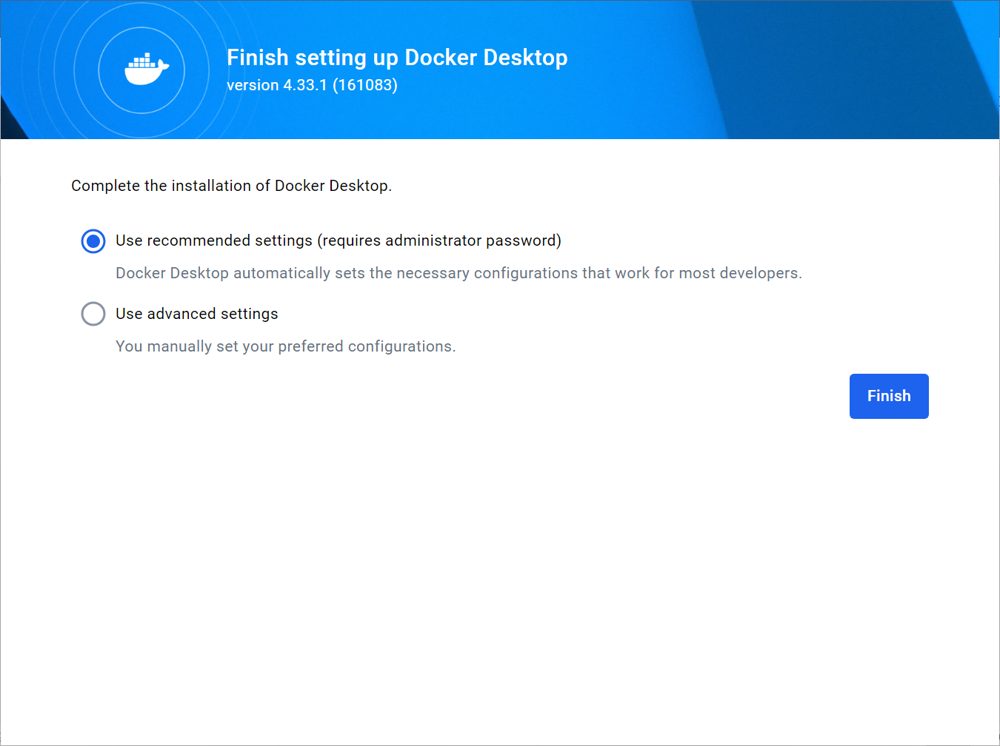 Finish setting up Docker Desktop
version 4.33.1 (161083)
Complete the installation of Docker Desktop.
Use recommended settings (requires administrator password)
Docker Desktop automatically sets the necessary configurations that work for most developers.
Use advanced settings
You manually set your preferred configurations.
Finish